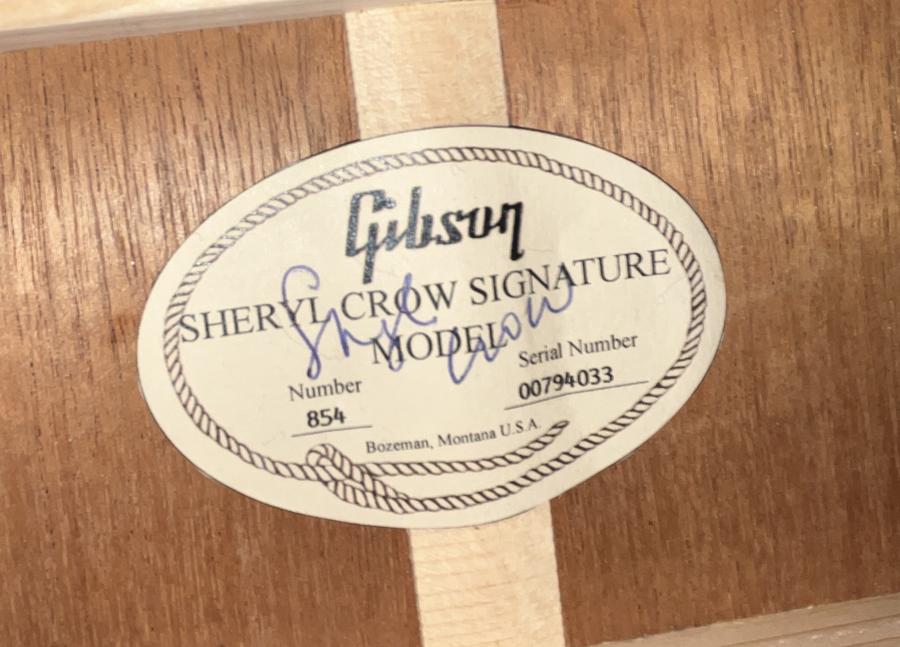 Gibson
SHERYL CROW SIGNATURE
MODEL
Sheryl Crow
Number
854
Serial Number
00794033
Bozeman, Montana U.S.A.